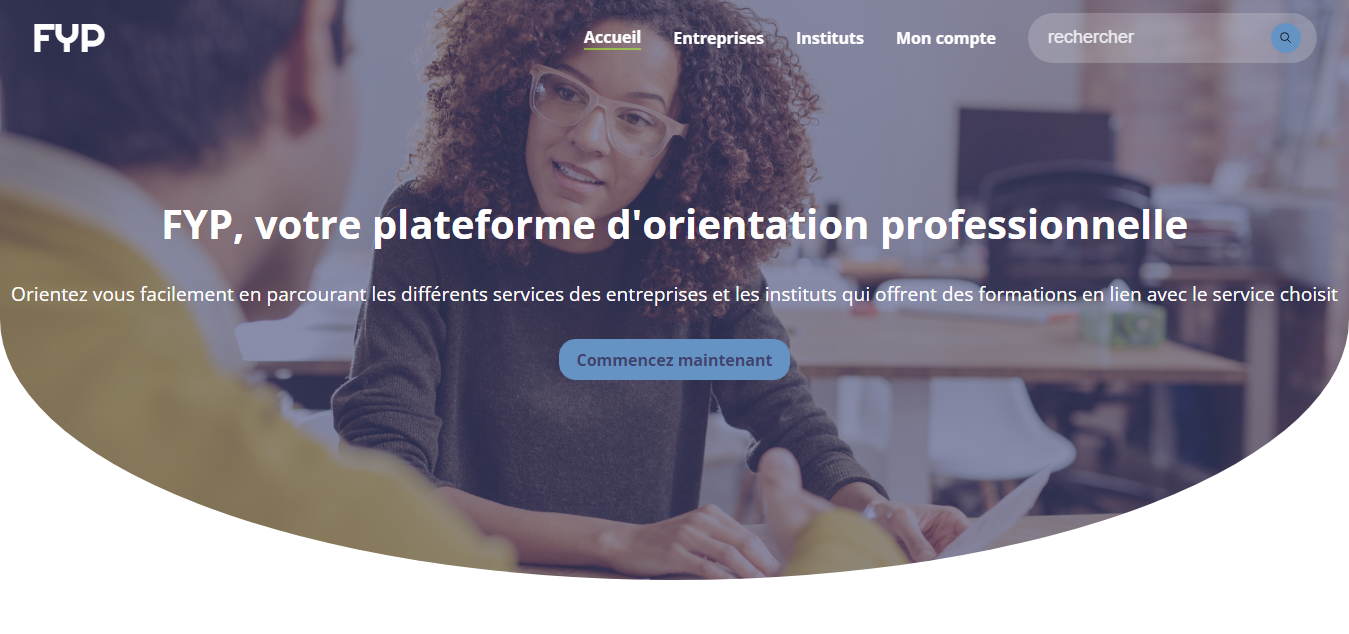 FYP
Accueil
Entreprises
Instituts
Mon compte
rechercher
FYP, votre plateforme d'orientation professionnelle
Orientez vous facilement en parcourant les différents services des entreprises et les instituts qui offrent des formations en lien avec le service choisit
Commencez maintenant